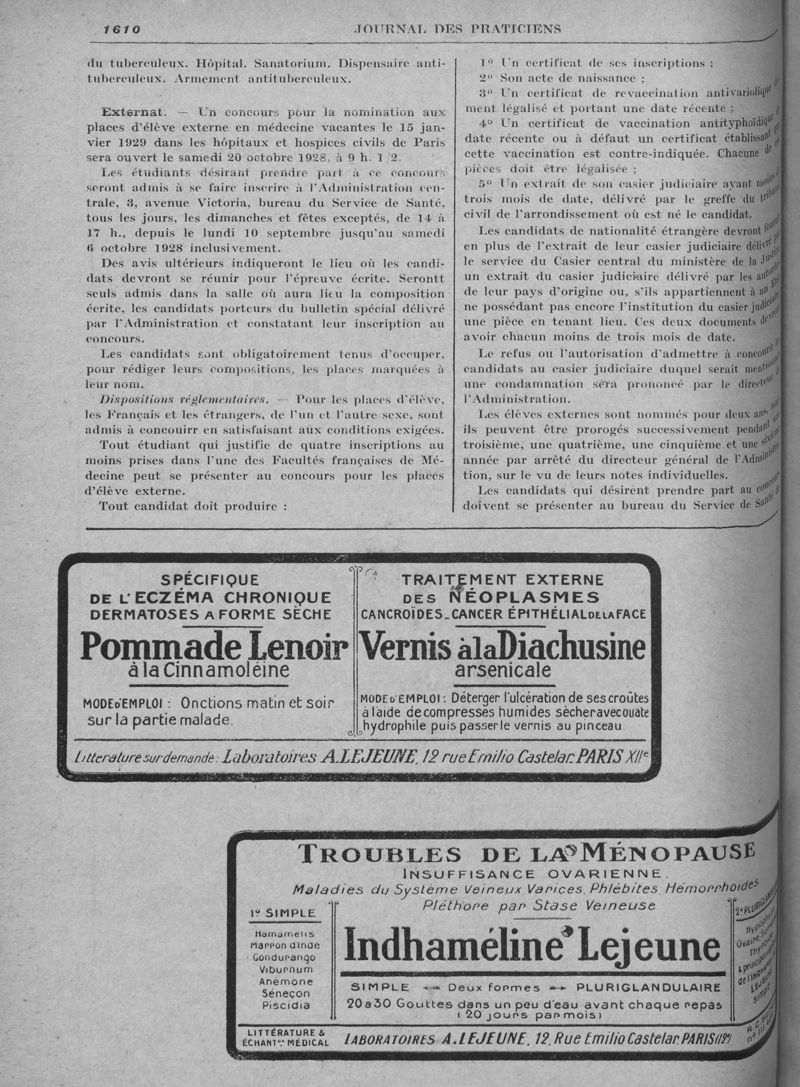 1610
JOURNAL DES PRATICIENS
du tuberculeux. Hôpital. Sanatorium. Dispensaire anti-
tuberculeux. Armement antituberculeux.
Externat. — Un concours pour la nomination aux
places d'élève externe en médecine vacantes le 15 jan-
vier 1929 dans les hôpitaux et hospices civils de Paris
sera ouvert le samedi 20 octobre 1928, à 9 h. 1/2.
Les étudiants désirant prendre part à ce concours
seront admis à se faire inscrire à l'Administration cen-
trale, 3, avenue Victoria, bureau du Service de Santé,
tous les jours, les dimanches et fêtes exceptés, de 14 à
17 h., depuis le lundi 10 septembre jusqu'au samedi
6 octobre 1928 inclusivement.
Des avis ultérieurs indiqueront le lieu où les candi-
dats devront se réunir pour l'épreuve écrite. Serontt
seuls admis dans la salle où aura lieu la composition
écrite, les candidats porteurs du bulletin spécial délivré
par l'Administration et constatant leur inscription au
concours.
Les candidats sont obligatoirement tenus d'occuper,
pour rédiger leurs compositions, les places marquées à
leur nom.
Dispositions réglementaires. — Pour les places d'élève,
les Français et les étrangers, de l'un et l'autre sexe, sont
admis à concouirr en satisfaisant aux conditions exigées.
Tout étudiant qui justifie de quatre inscriptions au
moins prises dans l'une des Facultés françaises de Mé-
decine peut se présenter au concours pour les places
d'élève externe.
Tout candidat doit produire :
1º Un certificat de ses inscriptions ;
2º Son acte de naissance ;
3º Un certificat de revaccination antivariolique
ment légalisé et portant une date récente ;
4º Un certificat de vaccination antityphoïdique
date récente ou à défaut un certificat établissant
cette vaccination est contre-indiquée. Chacune de
pièces doit être légalisée ;
5º Un extrait de son casier judiciaire ayant moins
trois mois de date, délivré par le greffe du tribunal
civil de l'arrondissement où est né le candidat.
Les candidats de nationalité étrangère devront
en plus de l'extrait de leur casier judiciaire délivré
le service du Casier central du ministère de la Justice
un extrait du casier judiciaire délivré par les
de leur pays d'origine ou, s'ils appartiennent à un
ne possédant pas encore l'institution du casier judiciaire
une pièce en tenant lieu. Ces deux documents
avoir chacun moins de trois mois de date.
Le refus ou l'autorisation d'admettre à concourir
candidats au casier judiciaire duquel serait
une condamnation sera prononcé par le directeur
l'Administration.
Les élèves externes sont nommés pour deux ans.
ils peuvent être prorogés successivement pendant
troisième, une quatrième, une cinquième et une sixième
année par arrêté du directeur général de l'Administra
tion, sur le vu de leurs notes individuelles.
Les candidats qui désirent prendre part au concours
doivent se présenter au bureau du Service de Santé
SPÉCIFIQUE
DE L'ECZÉMA CHRONIQUE
DERMATOSES A FORME SÈCHE
Pommade Lenoir
à la Cinnamoléine
MODE D'EMPLOI : Onctions matin et soir
sur la partie malade.
TRAITEMENT EXTERNE
DES NÉOPLASMES
CANCROÏDES_CANCER ÉPITHÉLIAL DE LA FACE
Vernis à la Diachusine
arsenicale
MODE D'EMPLOI : Déterger l'ulcération de ses croûtes
à l'aide de compresses humides sècher avec ouate
hydrophile puis passer le vernis au pinceau.
Litterature sur demande : Laboratoires A. LEJEUNE, 12 rue Emilio Castelar. PARIS XIIe
TROUBLES DE LA MÉNOPAUSE
INSUFFISANCE OVARIENNE.
Maladies du Système Veineux Varices, Phlébites Hémorrhoïdes
Pléthore par Stase Veineuse
1º SIMPLE
Hamamelis
Marron dInde
Condurango
Viburnum
Anemone
Séneçon
Piscidia
Indhaméline Lejeune
SIMPLE Deux formes PLURIGLANDULAIRE
20 à 30 Gouttes dans un peu d'eau avant chaque repas
(20 jours par mois)
2º PLURIGLAN
Hypophyse
Ovaire
Thyroïde
LITTÉRATURE &
ÉCHANTons MÉDICAL
LABORATOIRES A. LEJEUNE, 12, Rue Emilio Castelar. PARIS (12e)